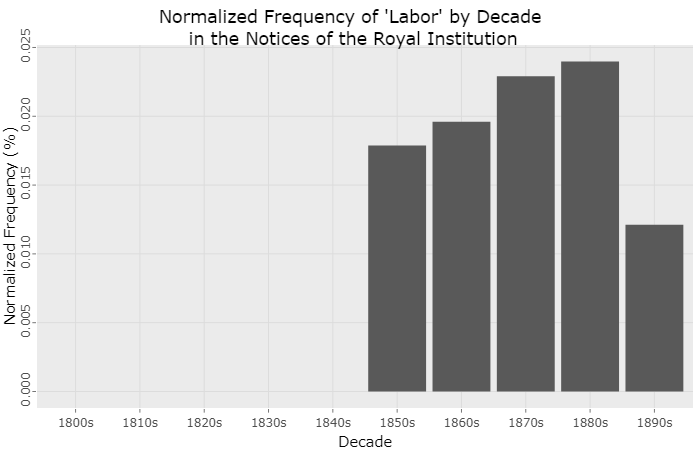 Normalized Frequency of 'Labor' by Decade
in the Notices of the Royal Institution
Normalized Frequency (%)
0.025
0.020
0.015
0.010
0.005
0.000
1800s 1810s 1820s 1830s 1840s 1850s 1860s 1870s 1880s 1890s
Decade